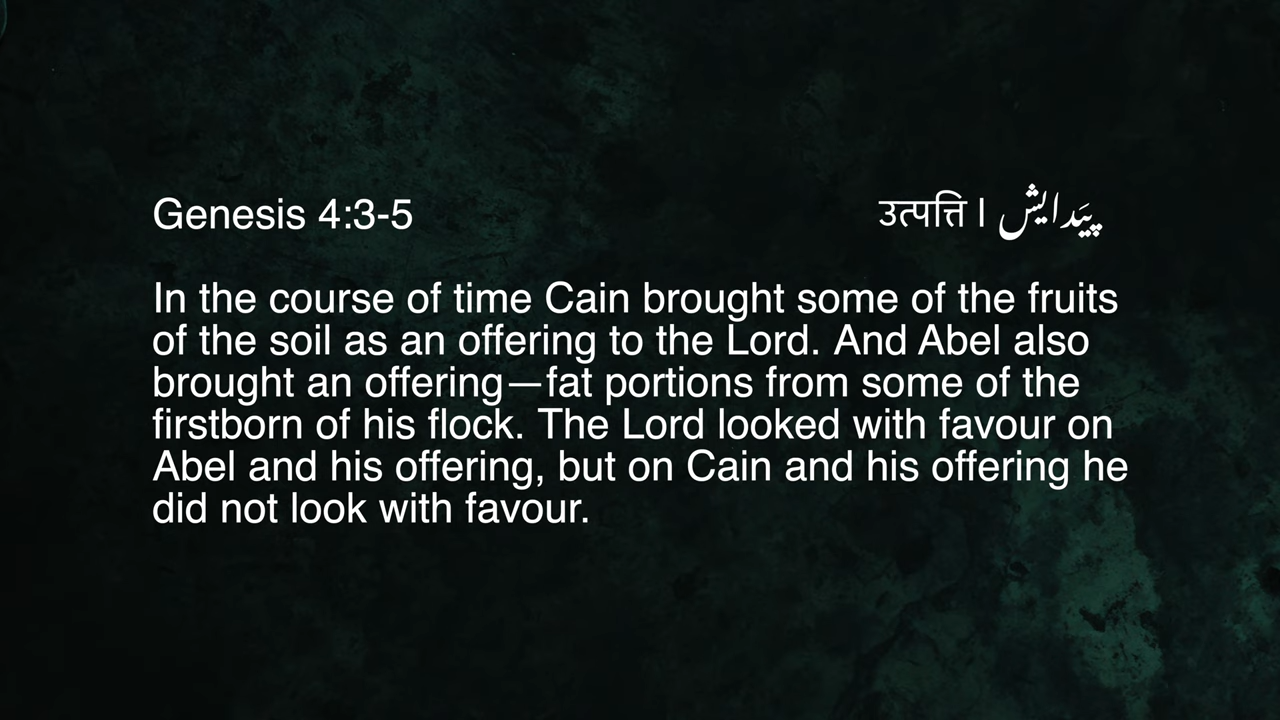 Genesis 4:3-5
उत्पत्ति | پَیدایش
In the course of time Cain brought some of the fruits
of the soil as an offering to the Lord. And Abel also
brought an offering—fat portions from some of the
firstborn of his flock. The Lord looked with favour on
Abel and his offering, but on Cain and his offering he
did not look with favour.